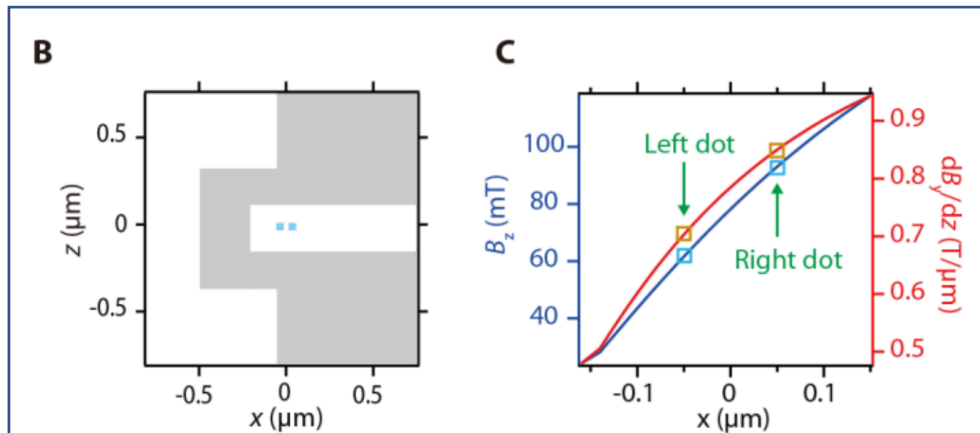 B
z (μm)
0.5
0
-0.5
-0.5
0
0.5
x (μm)
C
B_z (mT)
100
80
60
40
Left dot
Right dot
0.9
0.8
0.7
0.6
0.5
dB_y/dz (T/μm)
-0.1
0
0.1
x (μm)